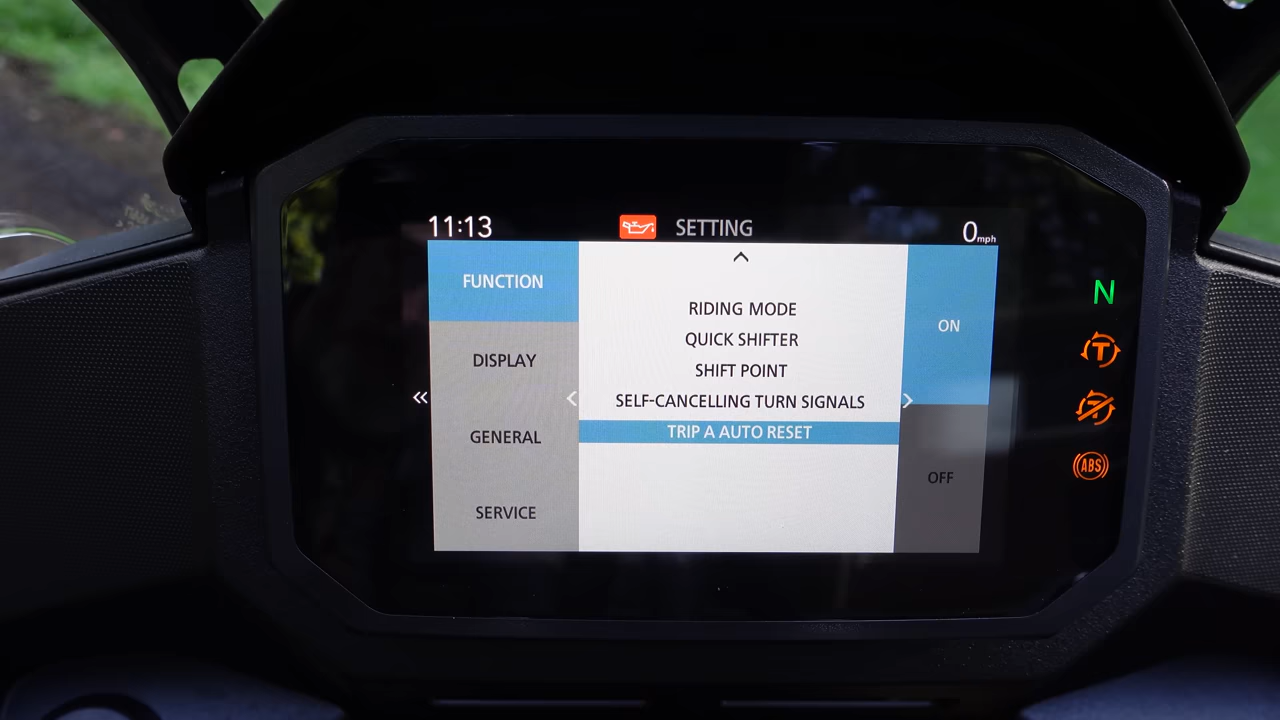 11:13 SETTING 0mph
FUNCTION
DISPLAY
GENERAL
SERVICE
RIDING MODE
QUICK SHIFTER
SHIFT POINT
SELF-CANCELLING TURN SIGNALS
TRIP A AUTO RESET
ON
OFF
N
T
T
ABS